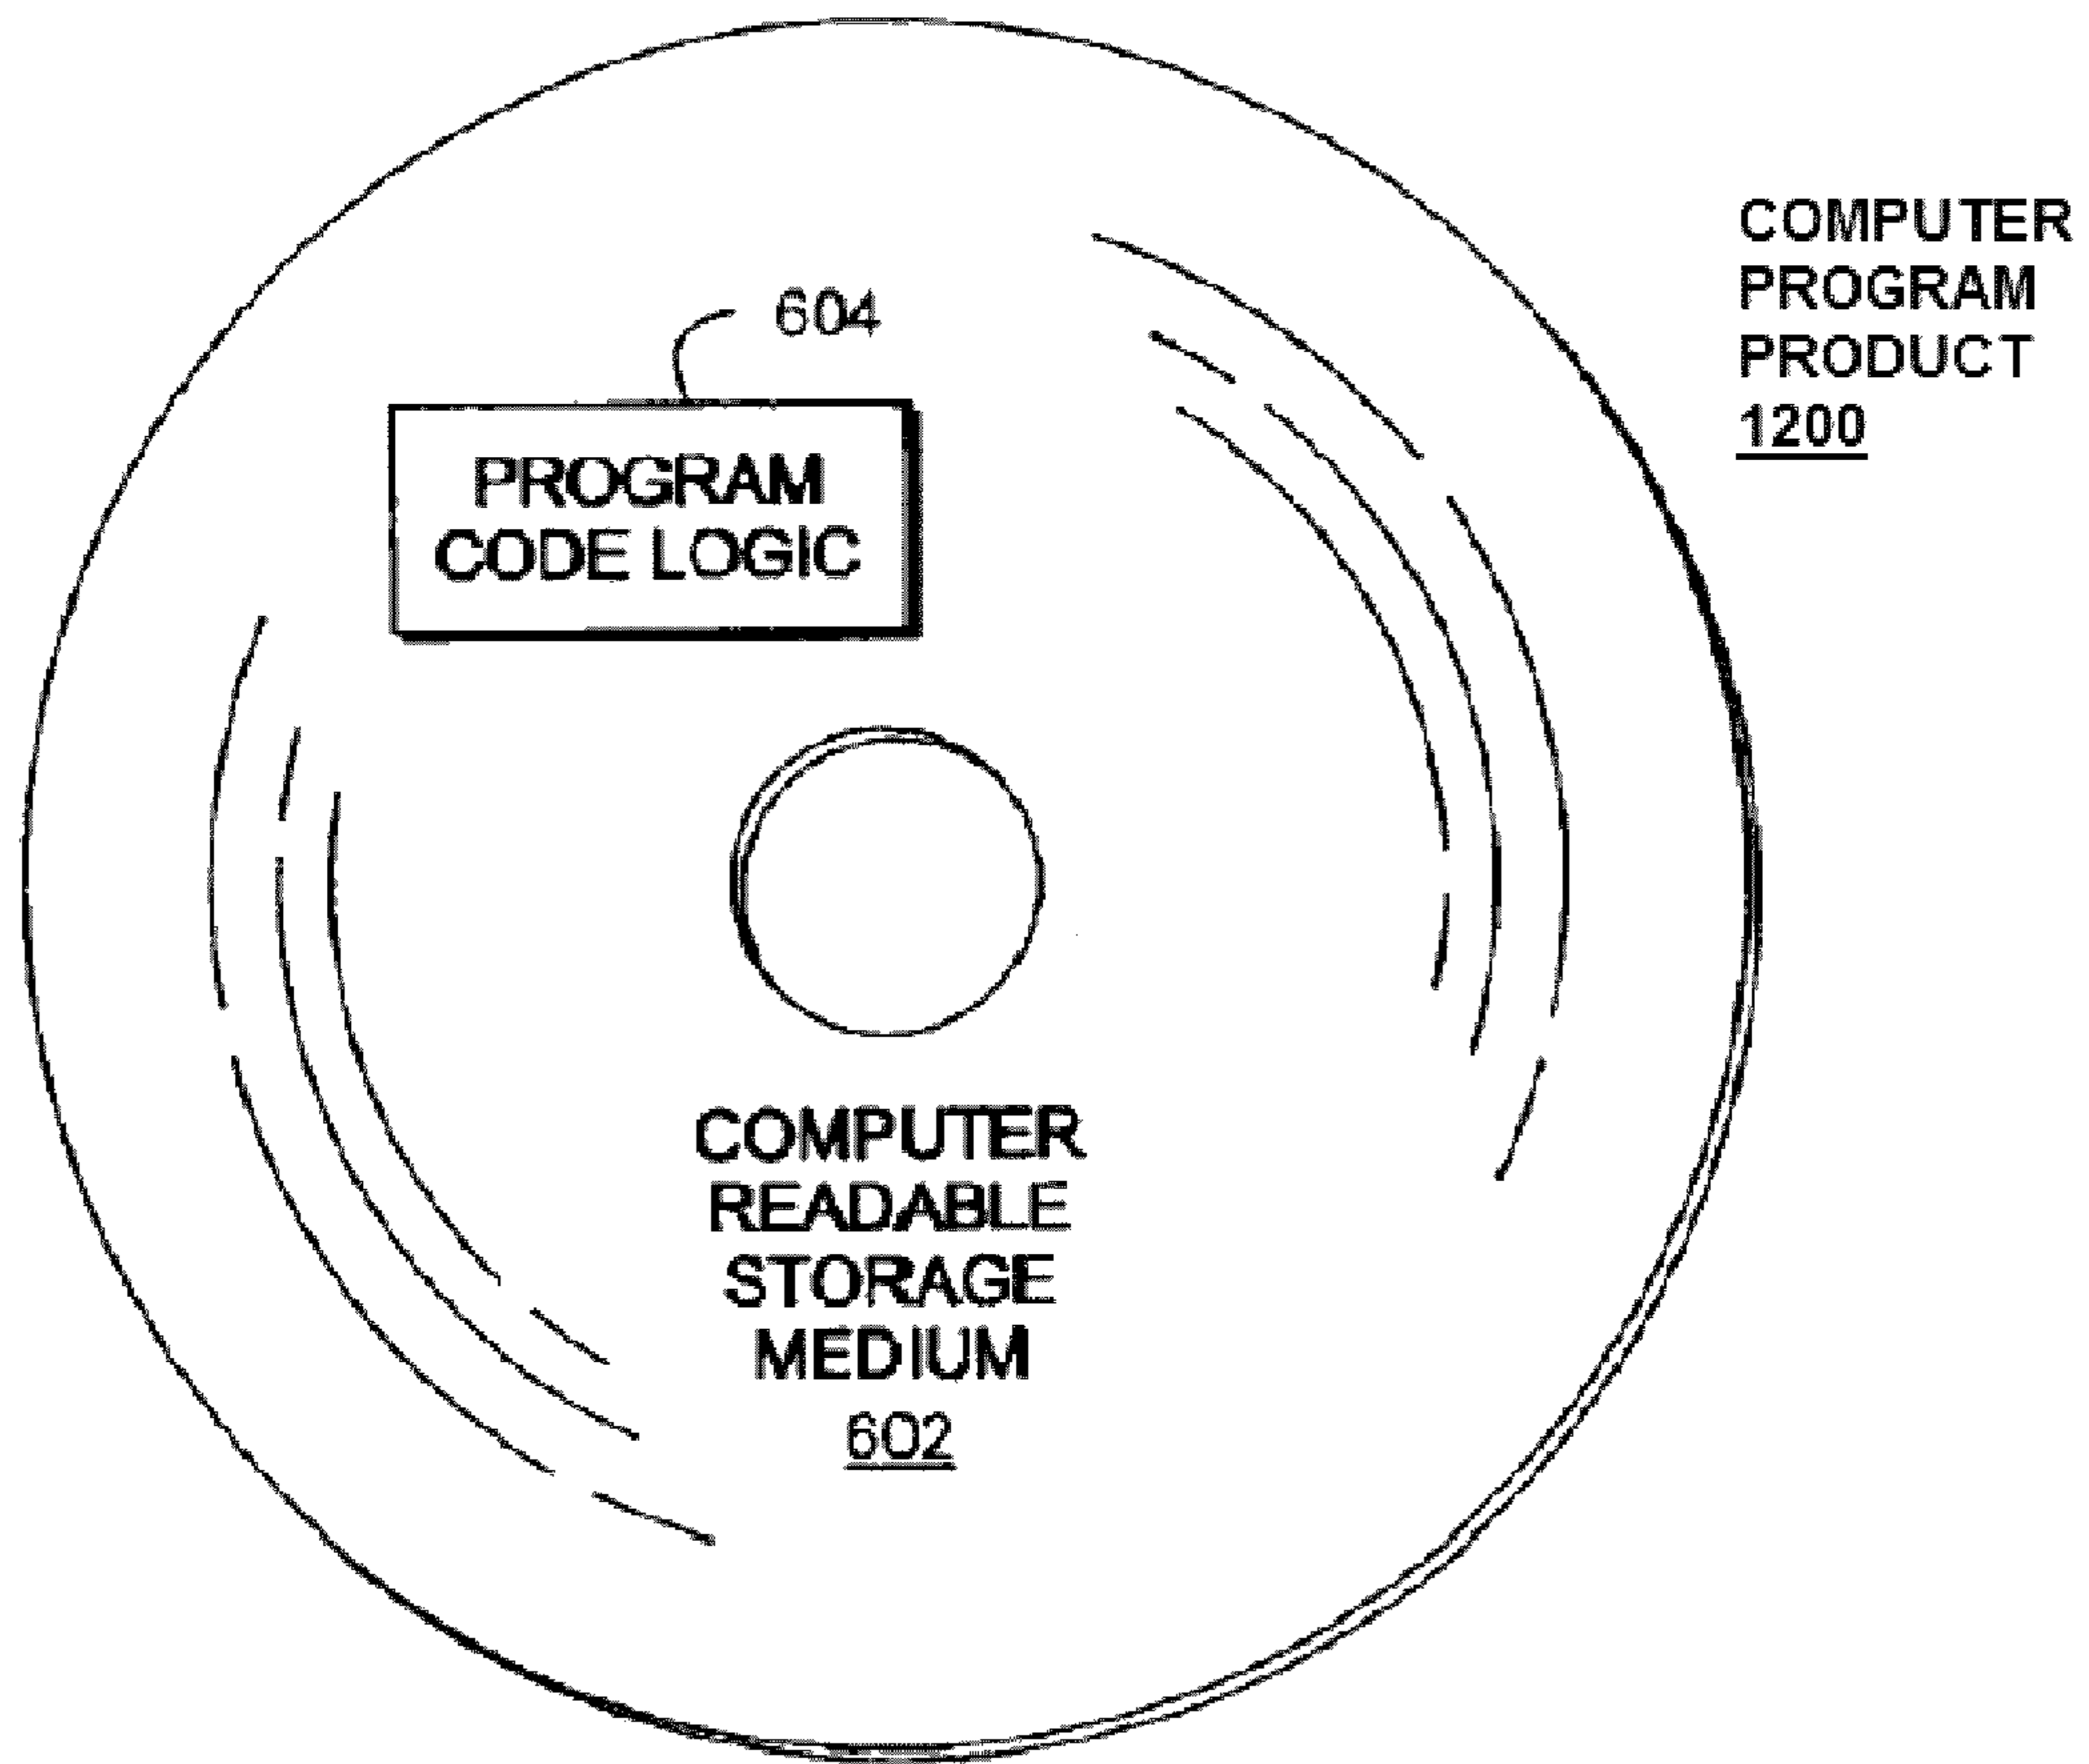 COMPUTER
PROGRAM
PRODUCT
1200
604
PROGRAM
CODE LOGIC
COMPUTER
READABLE
STORAGE
MEDIUM
602